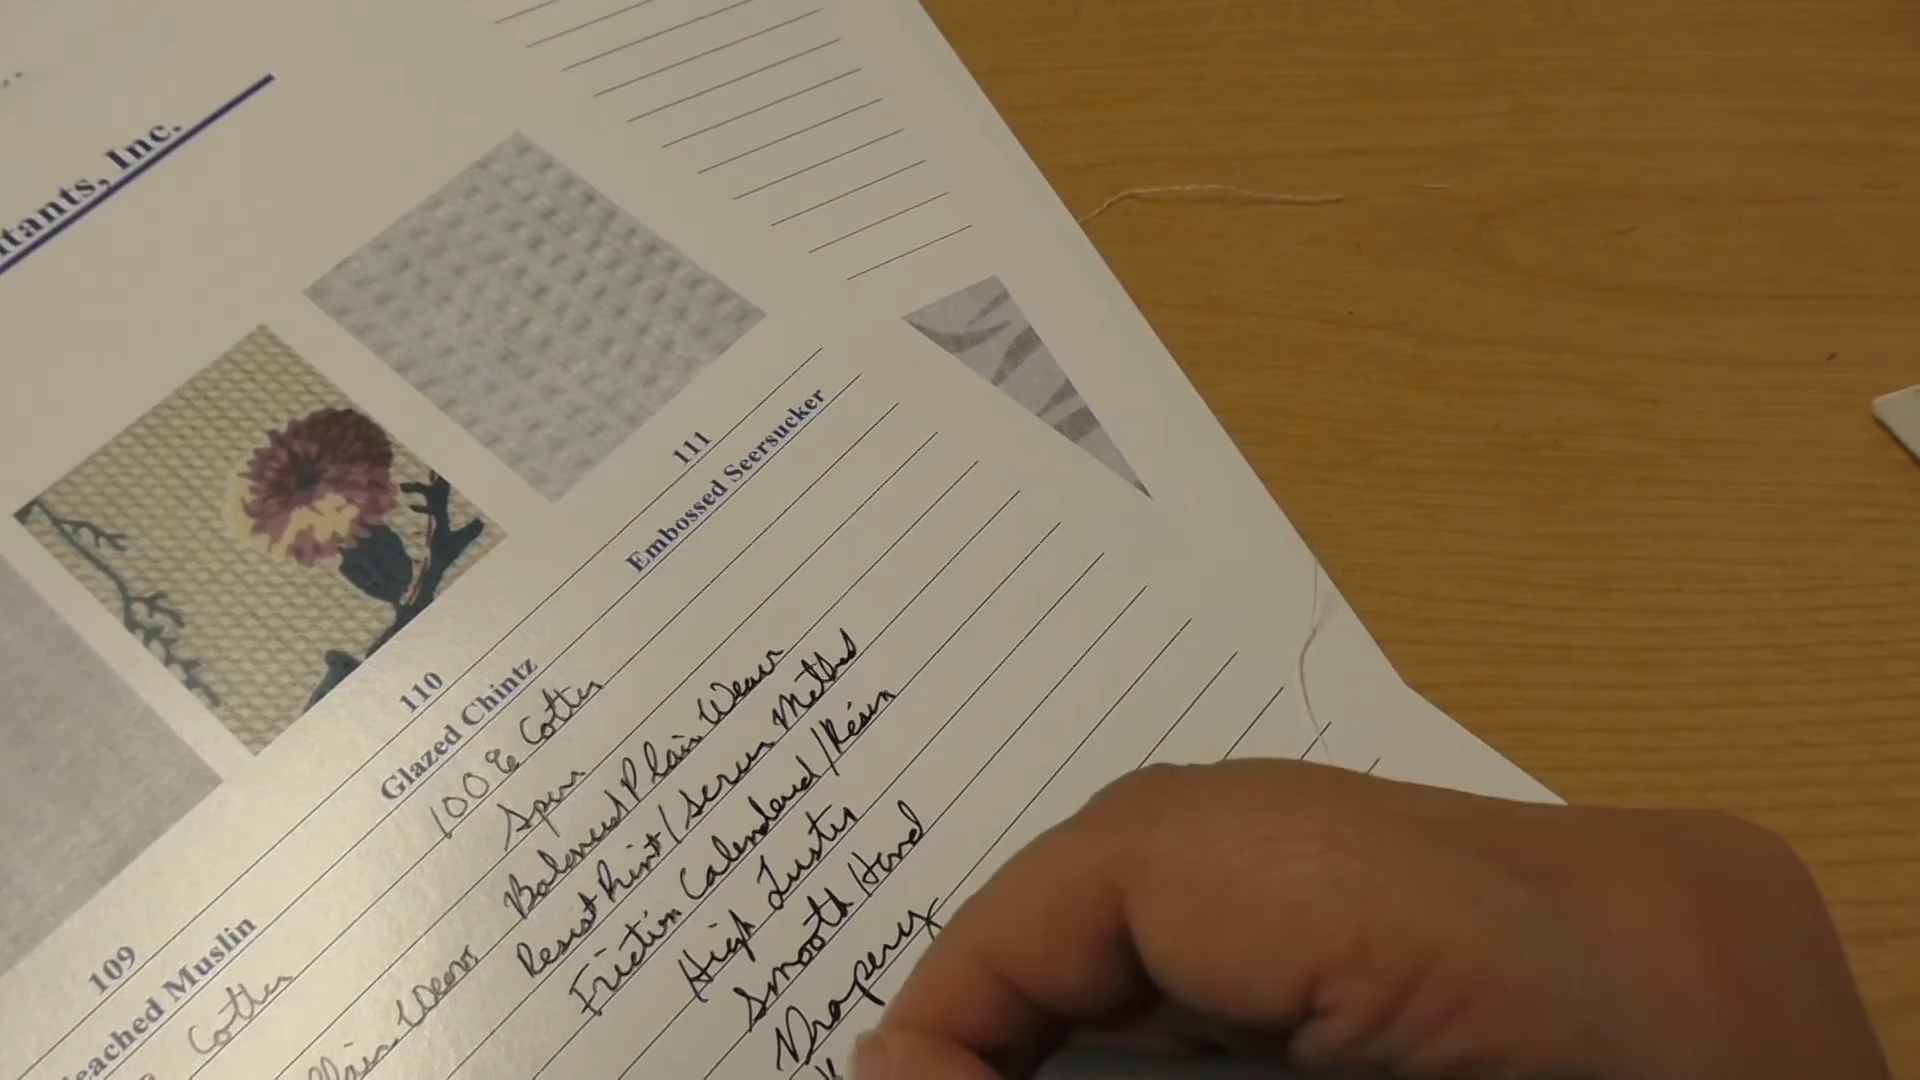 tants, Inc.
111
Embossed Seersucker
110
Glazed Chintz
100% Cotton
Spun
Balanced Plain Weave
Resist Print / Screen Method
Friction Calendered / Resin
High Luster
Smooth Hand
Drapery
109
eached Muslin
Cotton
Plain Weave